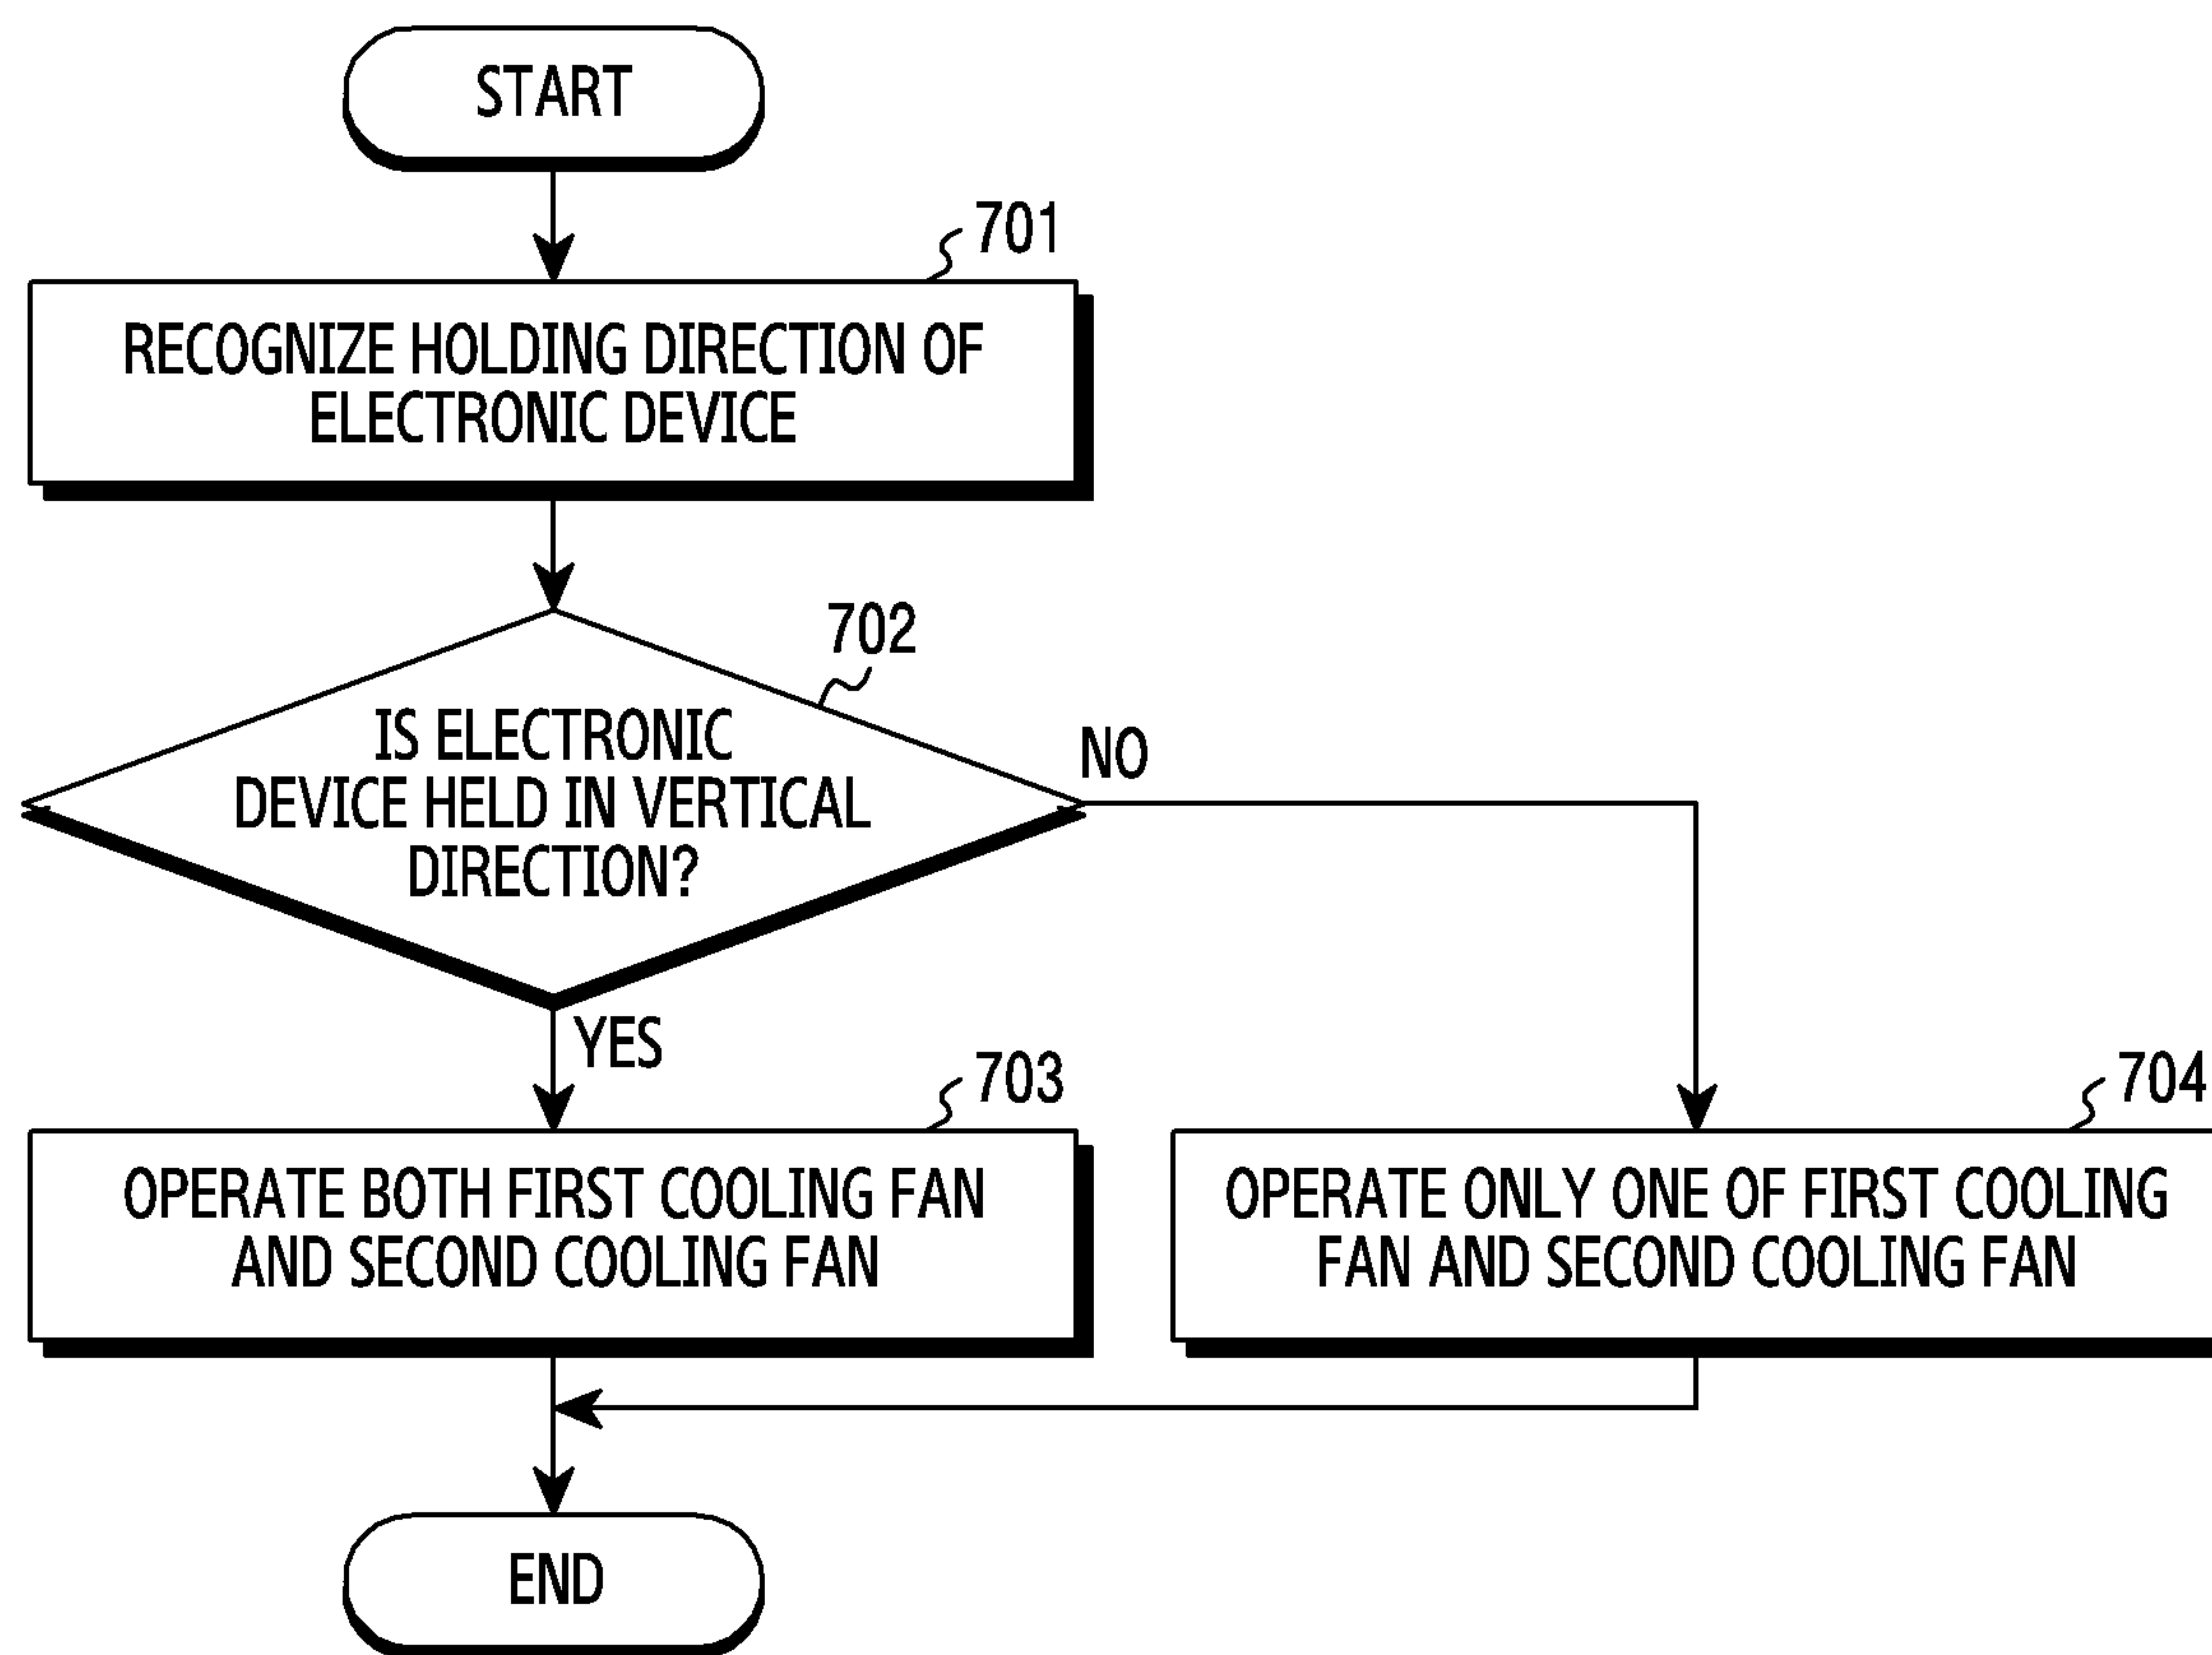 START
701
RECOGNIZE HOLDING DIRECTION OF
ELECTRONIC DEVICE
702
IS ELECTRONIC
DEVICE HELD IN VERTICAL
DIRECTION?
NO
YES
703
OPERATE BOTH FIRST COOLING FAN
AND SECOND COOLING FAN
704
OPERATE ONLY ONE OF FIRST COOLING
FAN AND SECOND COOLING FAN
END